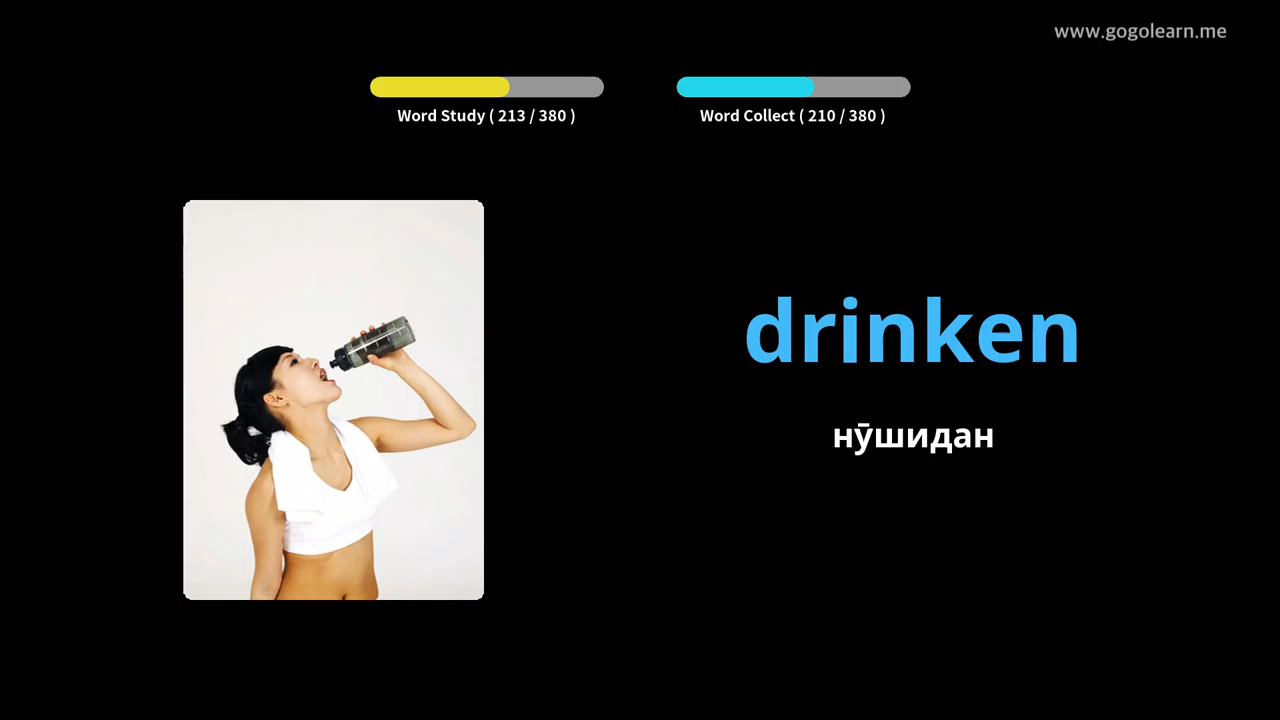 www.gogolearn.me
Word Study ( 213 / 380 )
Word Collect ( 210 / 380 )
drinken
нӯшидан